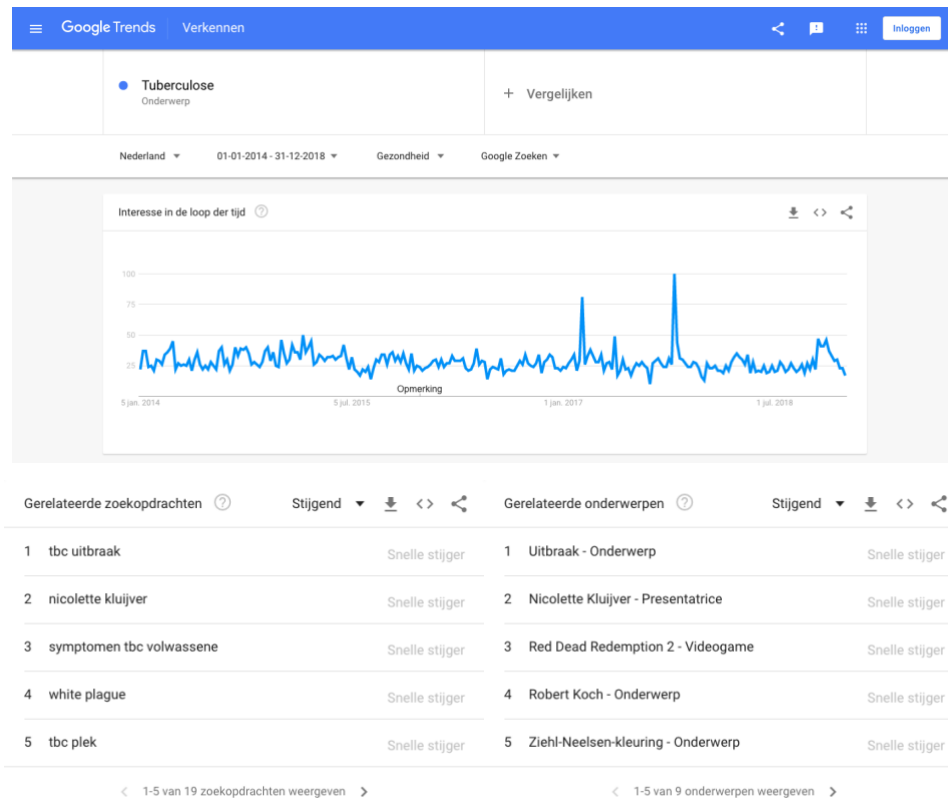 Google Trends Verkennen Inloggen
Tuberculose
Onderwerp
+ Vergelijken
Nederland 01-01-2014 - 31-12-2018 Gezondheid Google Zoeken
Interesse in de loop der tijd
100
75
50
25
Opmerking
5 jan. 2014 5 jul. 2015 1 jan. 2017 1 jul. 2018
Gerelateerde zoekopdrachten Stijgend
1 tbc uitbraak Snelle stijger
2 nicolette kluijver Snelle stijger
3 symptomen tbc volwassene Snelle stijger
4 white plague Snelle stijger
5 tbc plek Snelle stijger
1-5 van 19 zoekopdrachten weergeven
Gerelateerde onderwerpen Stijgend
1 Uitbraak - Onderwerp Snelle stijger
2 Nicolette Kluijver - Presentatrice Snelle stijger
3 Red Dead Redemption 2 - Videogame Snelle stijger
4 Robert Koch - Onderwerp Snelle stijger
5 Ziehl-Neelsen-kleuring - Onderwerp Snelle stijger
1-5 van 9 onderwerpen weergeven